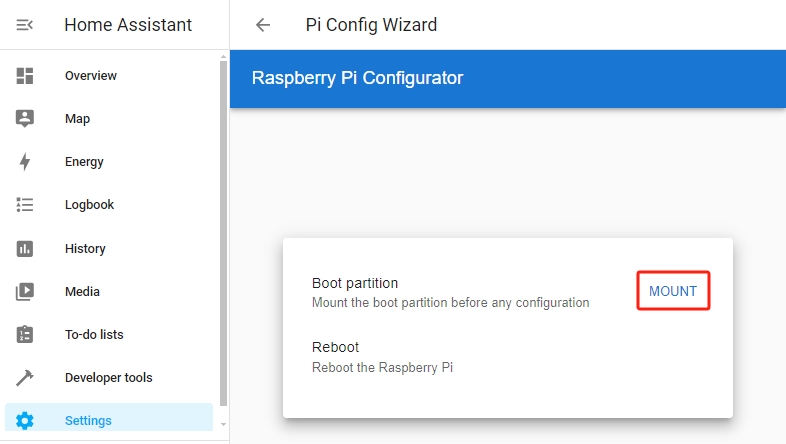 Home Assistant
Pi Config Wizard
Raspberry Pi Configurator
Overview
Map
Energy
Logbook
History
Media
To-do lists
Developer tools
Settings
Boot partition
Mount the boot partition before any configuration
MOUNT
Reboot
Reboot the Raspberry Pi